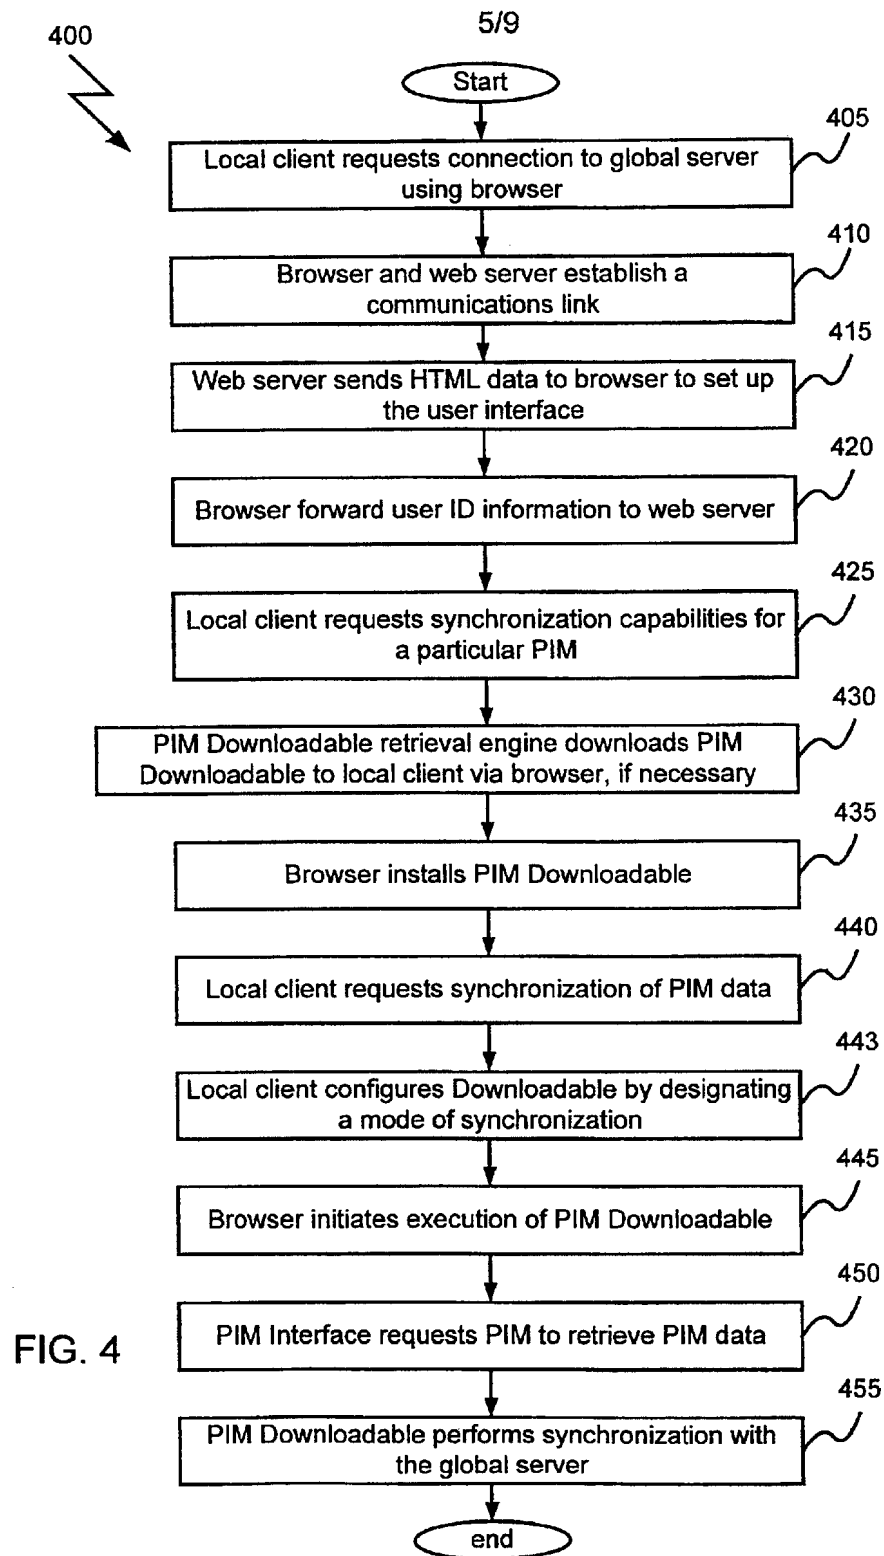 5/9
400
Start
405
Local client requests connection to global server
using browser
410
Browser and web server establish a
communications link
415
Web server sends HTML data to browser to set up
the user interface
420
Browser forward user ID information to web server
425
Local client requests synchronization capabilities for
a particular PIM
430
PIM Downloadable retrieval engine downloads PIM
Downloadable to local client via browser, if necessary
435
Browser installs PIM Downloadable
440
Local client requests synchronization of PIM data
443
Local client configures Downloadable by designating
a mode of synchronization
445
Browser initiates execution of PIM Downloadable
450
PIM Interface requests PIM to retrieve PIM data
FIG. 4
455
PIM Downloadable performs synchronization with
the global server
end